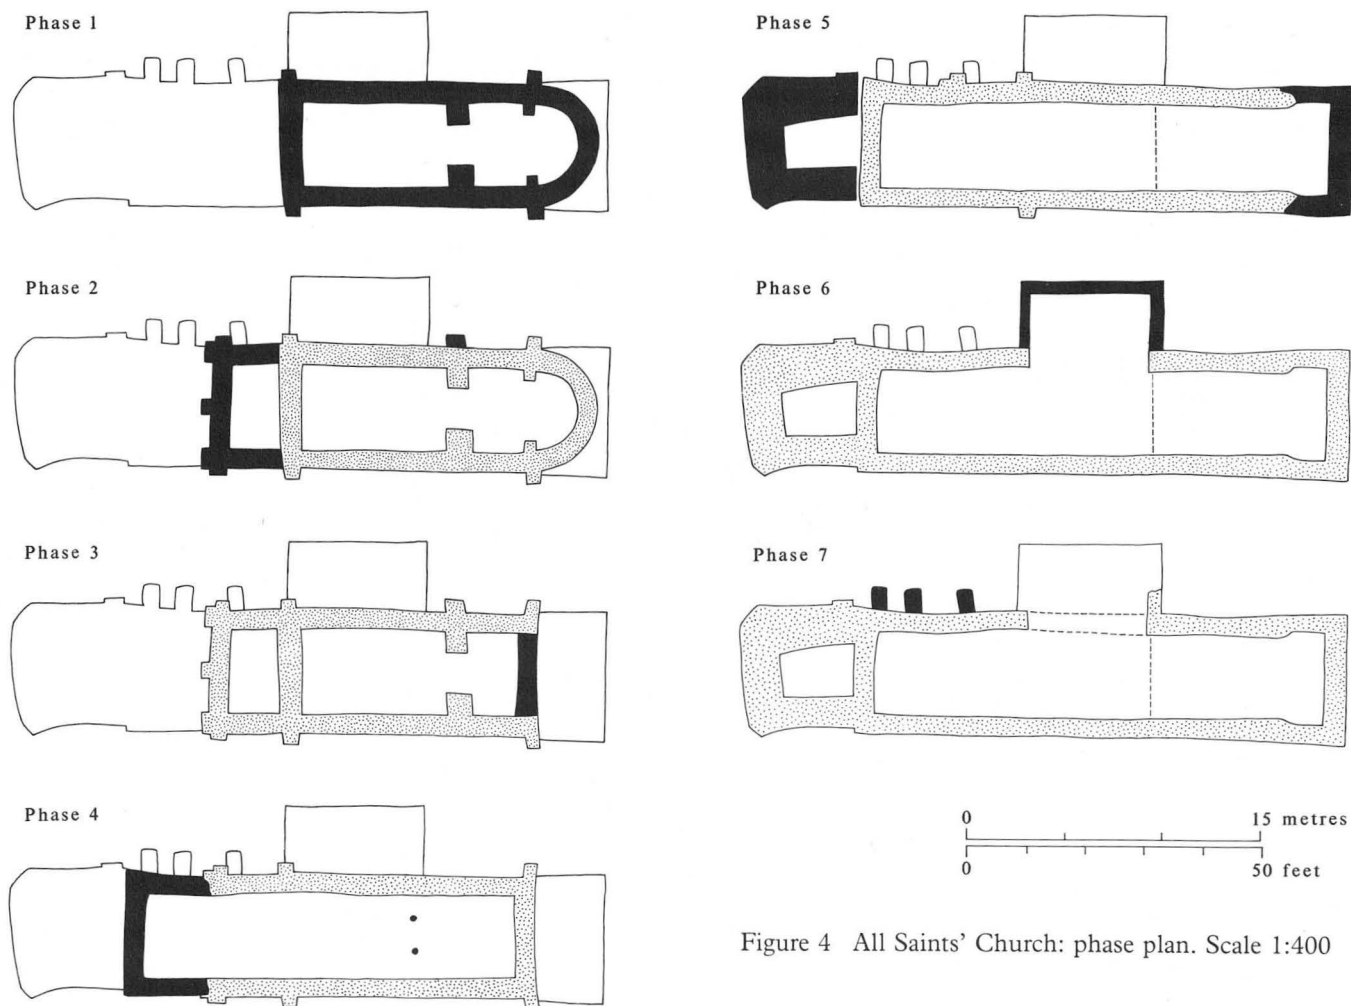 Phase 1
Phase 2
Phase 3
Phase 4
Phase 5
Phase 6
Phase 7
0 15 metres
0 50 feet
Figure 4 All Saints' Church: phase plan. Scale 1:400